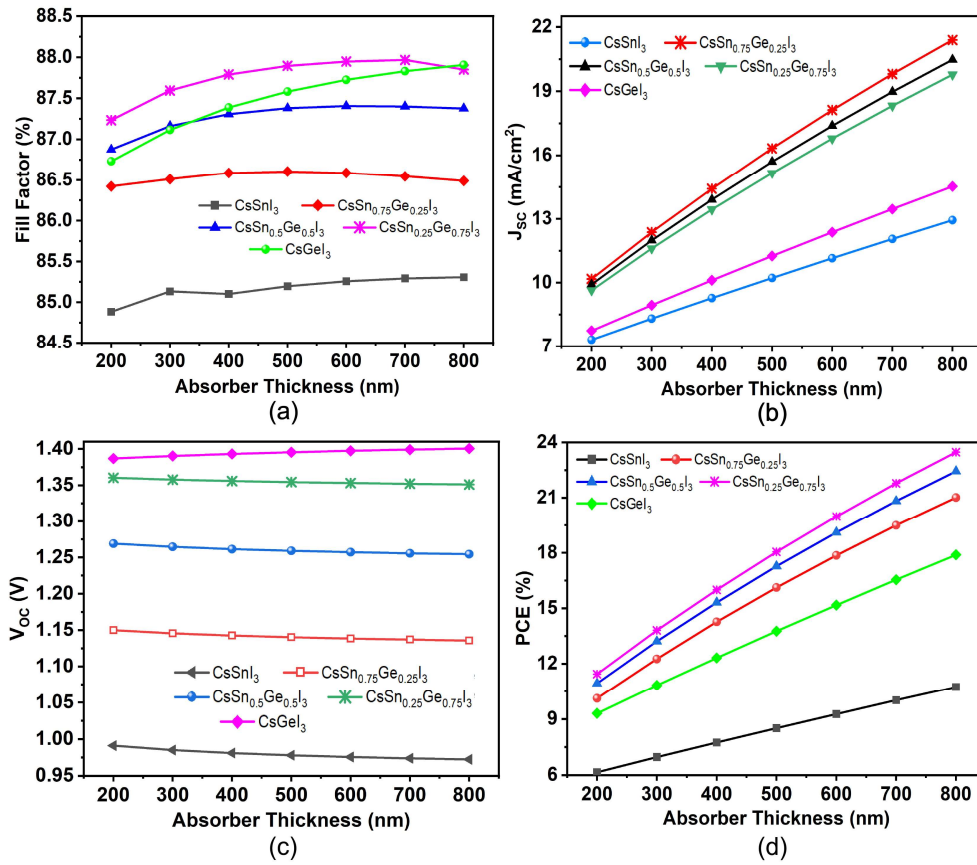 88.5
88.0
87.5
87.0
86.5
86.0
85.5
85.0
84.5
Fill Factor (%)
CsSnI₃ CsSn₀.₇₅Ge₀.₂₅I₃
CsSn₀.₅Ge₀.₅I₃ CsSn₀.₂₅Ge₀.₇₅I₃
CsGeI₃
200 300 400 500 600 700 800
Absorber Thickness (nm)
(a)
22
19
16
13
10
7
J_SC (mA/cm²)
CsSnI₃ CsSn₀.₇₅Ge₀.₂₅I₃
CsSn₀.₅Ge₀.₅I₃ CsSn₀.₂₅Ge₀.₇₅I₃
CsGeI₃
200 300 400 500 600 700 800
Absorber Thickness (nm)
(b)
1.40
1.35
1.30
1.25
1.20
1.15
1.10
1.05
1.00
0.95
V_OC (V)
CsSnI₃ CsSn₀.₇₅Ge₀.₂₅I₃
CsSn₀.₅Ge₀.₅I₃ CsSn₀.₂₅Ge₀.₇₅I₃
CsGeI₃
200 300 400 500 600 700 800
Absorber Thickness (nm)
(c)
24
21
18
15
12
9
6
PCE (%)
CsSnI₃ CsSn₀.₇₅Ge₀.₂₅I₃
CsSn₀.₅Ge₀.₅I₃ CsSn₀.₂₅Ge₀.₇₅I₃
CsGeI₃
200 300 400 500 600 700 800
Absorber Thickness (nm)
(d)